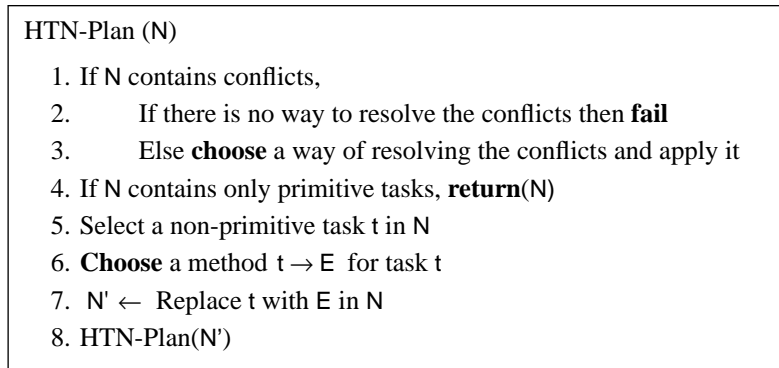 HTN-Plan (N)
1. If N contains conflicts,
2. If there is no way to resolve the conflicts then fail
3. Else choose a way of resolving the conflicts and apply it
4. If N contains only primitive tasks, return(N)
5. Select a non-primitive task t in N
6. Choose a method t → E for task t
7. N' ← Replace t with E in N
8. HTN-Plan(N')